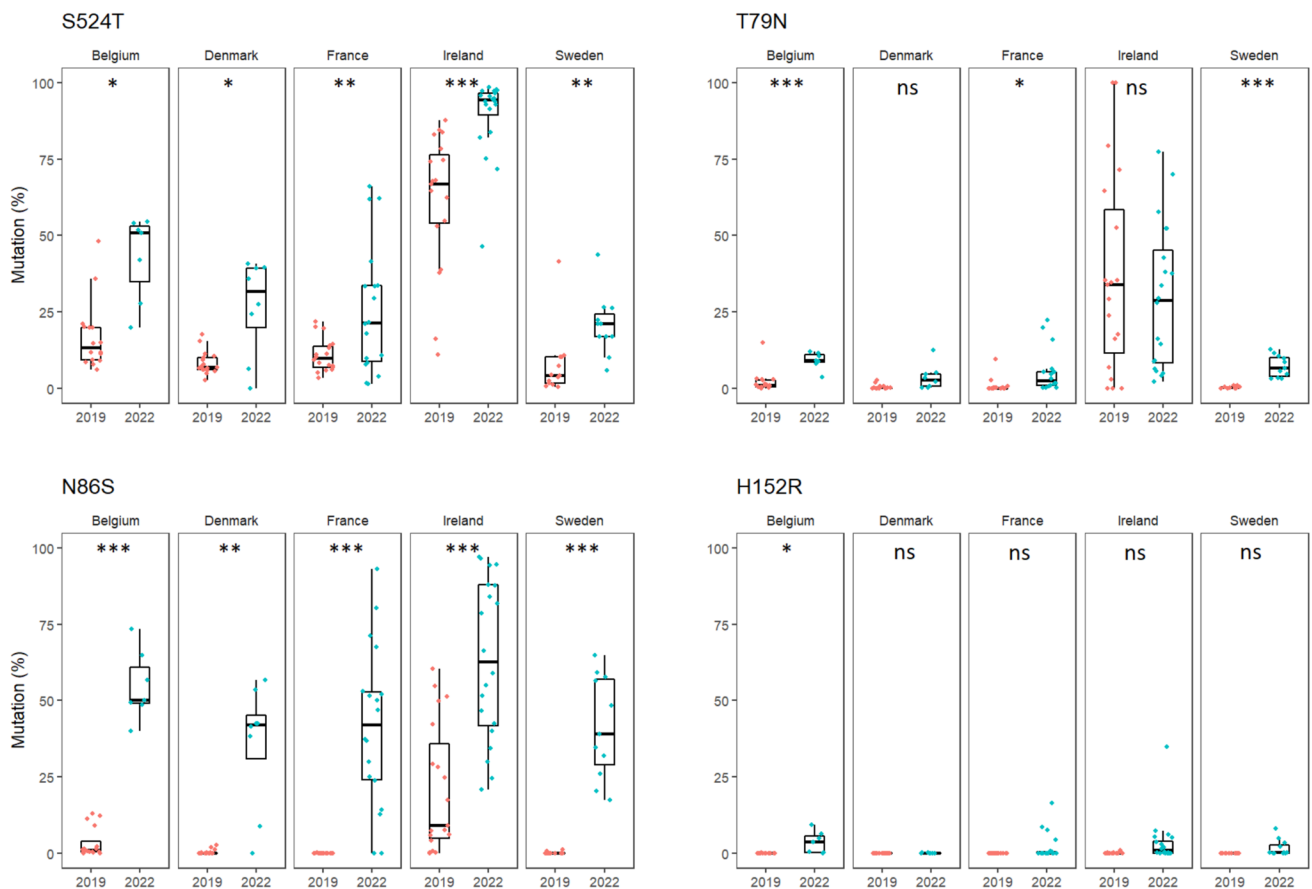 S524T
T79N
Belgium Denmark France Ireland Sweden
Belgium Denmark France Ireland Sweden
* * ** *** **
*** ns * ns ***
100
75
50
25
0
Mutation (%)
100
75
50
25
0
2019 2022 2019 2022 2019 2022 2019 2022 2019 2022
2019 2022 2019 2022 2019 2022 2019 2022 2019 2022
N86S
H152R
Belgium Denmark France Ireland Sweden
Belgium Denmark France Ireland Sweden
*** ** *** *** ***
* ns ns ns ns
100
75
50
25
0
Mutation (%)
100
75
50
25
0
2019 2022 2019 2022 2019 2022 2019 2022 2019 2022
2019 2022 2019 2022 2019 2022 2019 2022 2019 2022